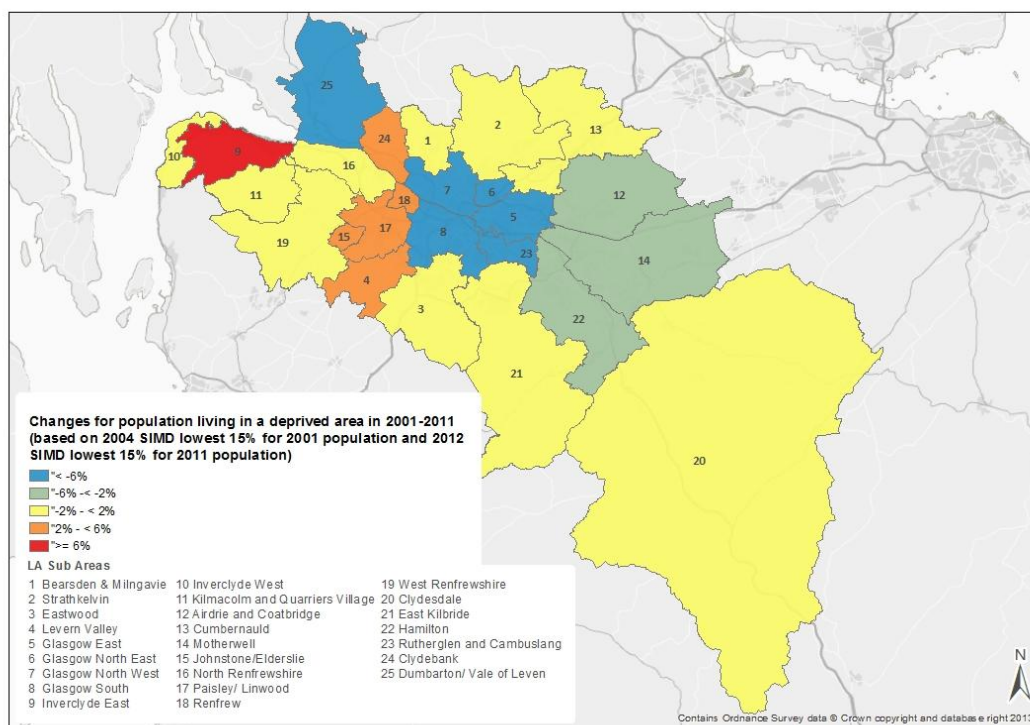 25
10
9
24
1
2
13
16
11
18
7
6
12
17
5
19
15
8
23
14
4
3
22
21
20
Changes for population living in a deprived area in 2001-2011
(based on 2004 SIMD lowest 15% for 2001 population and 2012
SIMD lowest 15% for 2011 population)
"< -6%
"-6% -< -2%
"-2% - < 2%
"2% - < 6%
">= 6%
LA Sub Areas
1 Bearsden & Milngavie
2 Strathkelvin
3 Eastwood
4 Levern Valley
5 Glasgow East
6 Glasgow North East
7 Glasgow North West
8 Glasgow South
9 Inverclyde East
10 Inverclyde West
11 Kilmacolm and Quarriers Village
12 Airdrie and Coatbridge
13 Cumbernauld
14 Motherwell
15 Johnstone/Elderslie
16 North Renfrewshire
17 Paisley/ Linwood
18 Renfrew
19 West Renfrewshire
20 Clydesdale
21 East Kilbride
22 Hamilton
23 Rutherglen and Cambuslang
24 Clydebank
25 Dumbarton/ Vale of Leven
N
Contains Ordnance Survey data © Crown copyright and database right 2013